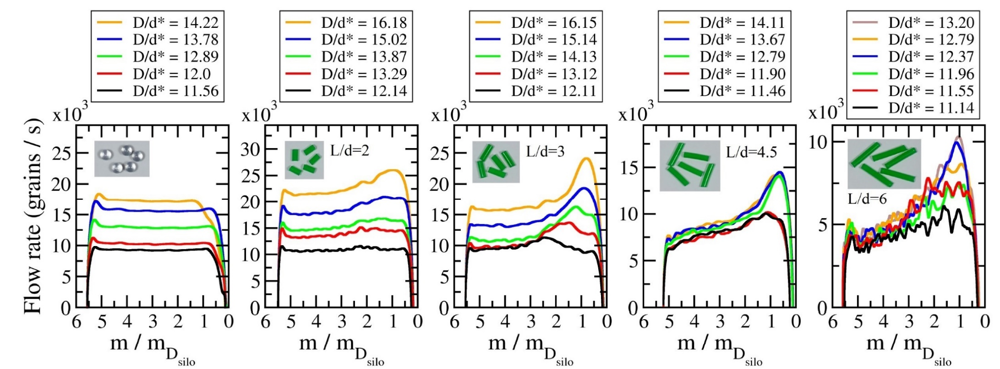 D/d* = 14.22
D/d* = 13.78
D/d* = 12.89
D/d* = 12.0
D/d* = 11.56
D/d* = 16.18
D/d* = 15.02
D/d* = 13.87
D/d* = 13.29
D/d* = 12.14
D/d* = 16.15
D/d* = 15.14
D/d* = 14.13
D/d* = 13.12
D/d* = 12.11
D/d* = 14.11
D/d* = 13.67
D/d* = 12.79
D/d* = 11.90
D/d* = 11.46
D/d* = 13.20
D/d* = 12.79
D/d* = 12.37
D/d* = 11.96
D/d* = 11.55
D/d* = 11.14
Flow rate (grains / s)
x10³
25
20
15
10
5
0
6 5 4 3 2 1 0
m / m_D_silo
x10³
L/d=2
30
25
20
15
10
5
0
6 5 4 3 2 1 0
m / m_D_silo
x10³
L/d=3
25
20
15
10
5
0
6 5 4 3 2 1 0
m / m_D_silo
x10³
L/d=4.5
15
10
5
0
6 5 4 3 2 1 0
m / m_D_silo
x10³
L/d=6
10
5
0
6 5 4 3 2 1 0
m / m_D_silo